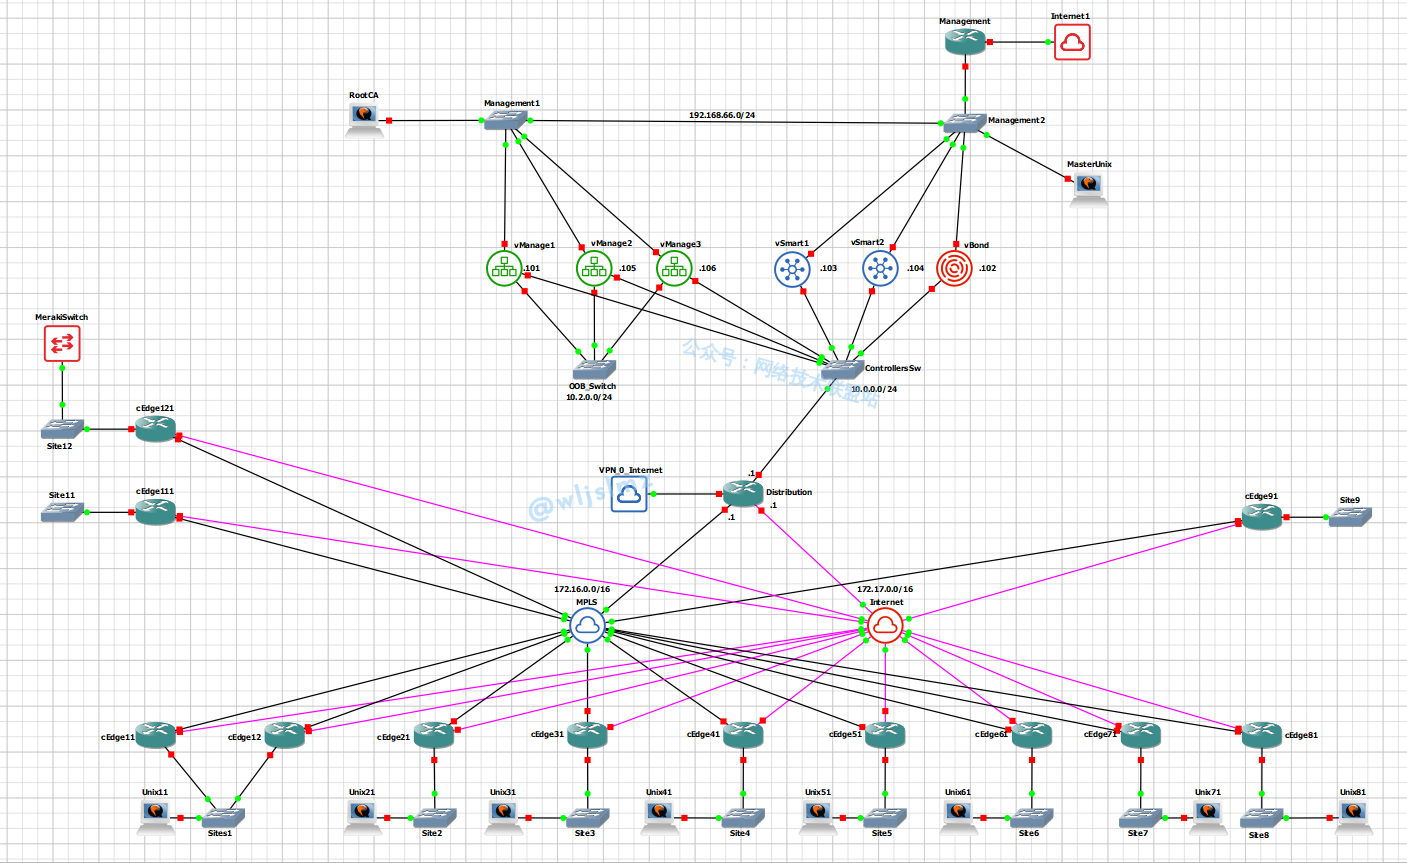 Internet1
Management
RootCA
Management1
192.168.66.0/24
Management2
MasterUnix
vManage1
vManage2
vManage3
vSmart1
vSmart2
vBond
.101
.105
.106
.103
.104
.102
MerakiSwitch
公众号：网络技术联盟站
ControllersSw
OOB_Switch
10.2.0.0/24
10.0.0.0/24
cEdge121
Site12
VPN_0_Internet
.1
@wljslmz
Distribution
.1
.1
Site11
cEdge111
cEdge91
Site9
172.16.0.0/16
MPLS
172.17.0.0/16
Internet
cEdge11
cEdge12
cEdge21
cEdge31
cEdge41
cEdge51
cEdge61
cEdge71
cEdge81
Unix11
Unix21
Unix31
Unix41
Unix51
Unix61
Unix71
Unix81
Sites1
Site2
Site3
Site4
Site5
Site6
Site7
Site8